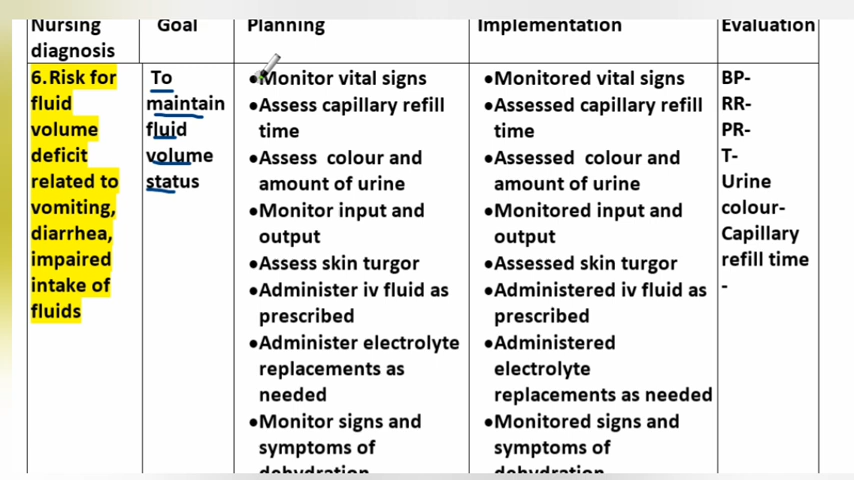 Nursing
diagnosis
Goal
Planning
Implementation
Evaluation
6.Risk for
fluid
volume
deficit
related to
vomiting,
diarrhea,
impaired
intake of
fluids
To
maintain
fluid
volume
status
•Monitor vital signs
•Assess capillary refill
time
•Assess colour and
amount of urine
•Monitor input and
output
•Assess skin turgor
•Administer iv fluid as
prescribed
•Administer electrolyte
replacements as
needed
•Monitor signs and
symptoms of
dehydration
•Monitored vital signs
•Assessed capillary refill
time
•Assessed colour and
amount of urine
•Monitored input and
output
•Assessed skin turgor
•Administered iv fluid as
prescribed
•Administered
electrolyte
replacements as needed
•Monitored signs and
symptoms of
dehydration
BP-
RR-
PR-
T-
Urine
colour-
Capillary
refill time
-